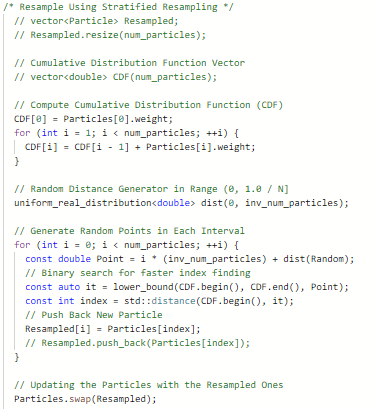 /* Resample Using Stratified Resampling */
// vector<Particle> Resampled;
// Resampled.resize(num_particles);
// Cumulative Distribution Function Vector
// vector<double> CDF(num_particles);
// Compute Cumulative Distribution Function (CDF)
CDF[0] = Particles[0].weight;
for (int i = 1; i < num_particles; ++i) {
CDF[i] = CDF[i - 1] + Particles[i].weight;
}
// Random Distance Generator in Range (0, 1.0 / N]
uniform_real_distribution<double> dist(0, inv_num_particles);
// Generate Random Points in Each Interval
for (int i = 0; i < num_particles; ++i) {
const double Point = i * (inv_num_particles) + dist(Random);
// Binary search for faster index finding
const auto it = lower_bound(CDF.begin(), CDF.end(), Point);
const int index = std::distance(CDF.begin(), it);
// Push Back New Particle
Resampled[i] = Particles[index];
// Resampled.push_back(Particles[index]);
}
// Updating the Particles with the Resampled Ones
Particles.swap(Resampled);